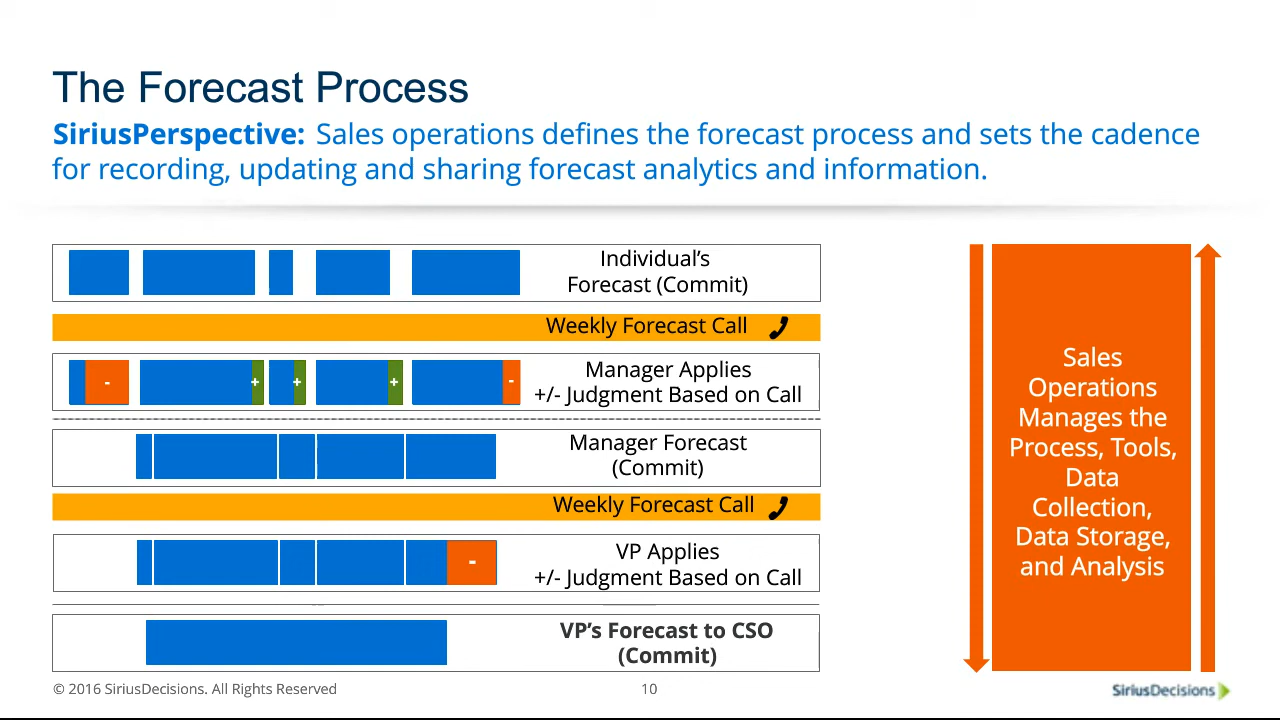 The Forecast Process
SiriusPerspective: Sales operations defines the forecast process and sets the cadence
for recording, updating and sharing forecast analytics and information.
Individual’s
Forecast (Commit)
Weekly Forecast Call
- + + + -
Manager Applies
+/- Judgment Based on Call
Manager Forecast
(Commit)
Weekly Forecast Call
-
VP Applies
+/- Judgment Based on Call
VP’s Forecast to CSO
(Commit)
Sales
Operations
Manages the
Process, Tools,
Data
Collection,
Data Storage,
and Analysis
© 2016 SiriusDecisions. All Rights Reserved
10
SiriusDecisions